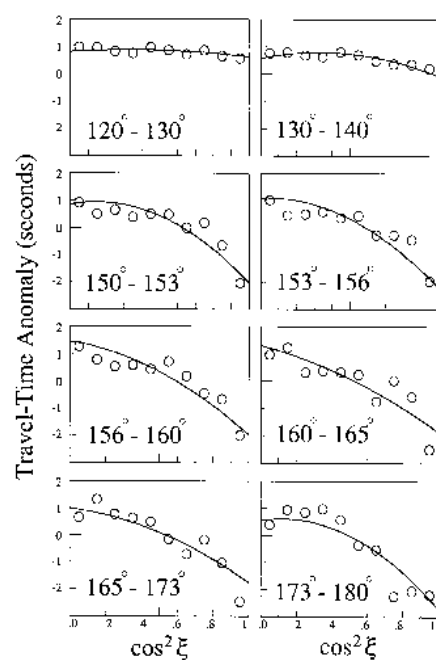 2
1
0
-1
2
120° - 130°
130° - 140°
2
1
0
-1
-2
150° - 153°
153° - 156°
2
1
0
-1
-2
156° - 160°
160° - 165°
2
1
0
-1
-2
165° - 173°
173° - 180°
.0 .2 .4 .6 .8 1 .0 .2 .4 .6 .8 1
cos² ξ cos² ξ
Travel-Time Anomaly (seconds)